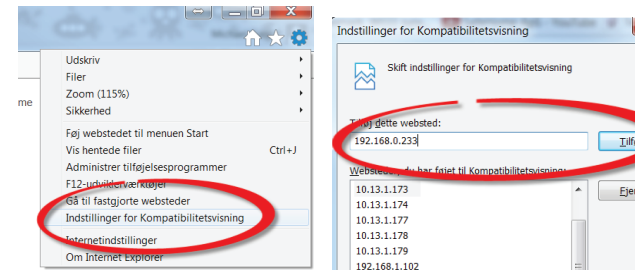 me
Udskriv
Filer
Zoom (115%)
Sikkerhed
Føj webstedet til menuen Start
Vis hentede filer Ctrl+J
Administrer tilføjelsesprogrammer
F12-udviklerværktøjer
Gå til fastgjorte websteder
Indstillinger for Kompatibilitetsvisning
Internetindstillinger
Om Internet Explorer
Indstillinger for Kompatibilitetsvisning
Skift indstillinger for Kompatibilitetsvisning
Tilføj dette websted:
192.168.0.233
Tilf
Websteder, du har føjet til Kompatibilitetsvisning:
10.13.1.173
10.13.1.174
10.13.1.177
10.13.1.178
10.13.1.179
192.168.1.102
Fjer